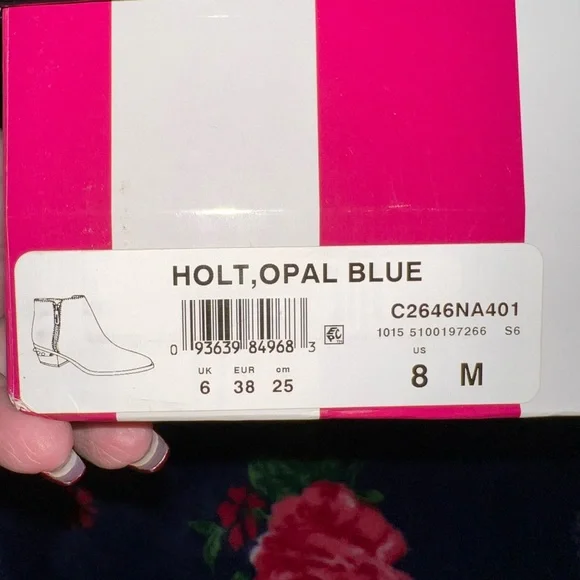 HOLT,OPAL BLUE
C2646NA401
1015 5100197266 S6
0 93639 84968 3
UK EUR cm US
6 38 25 8 M